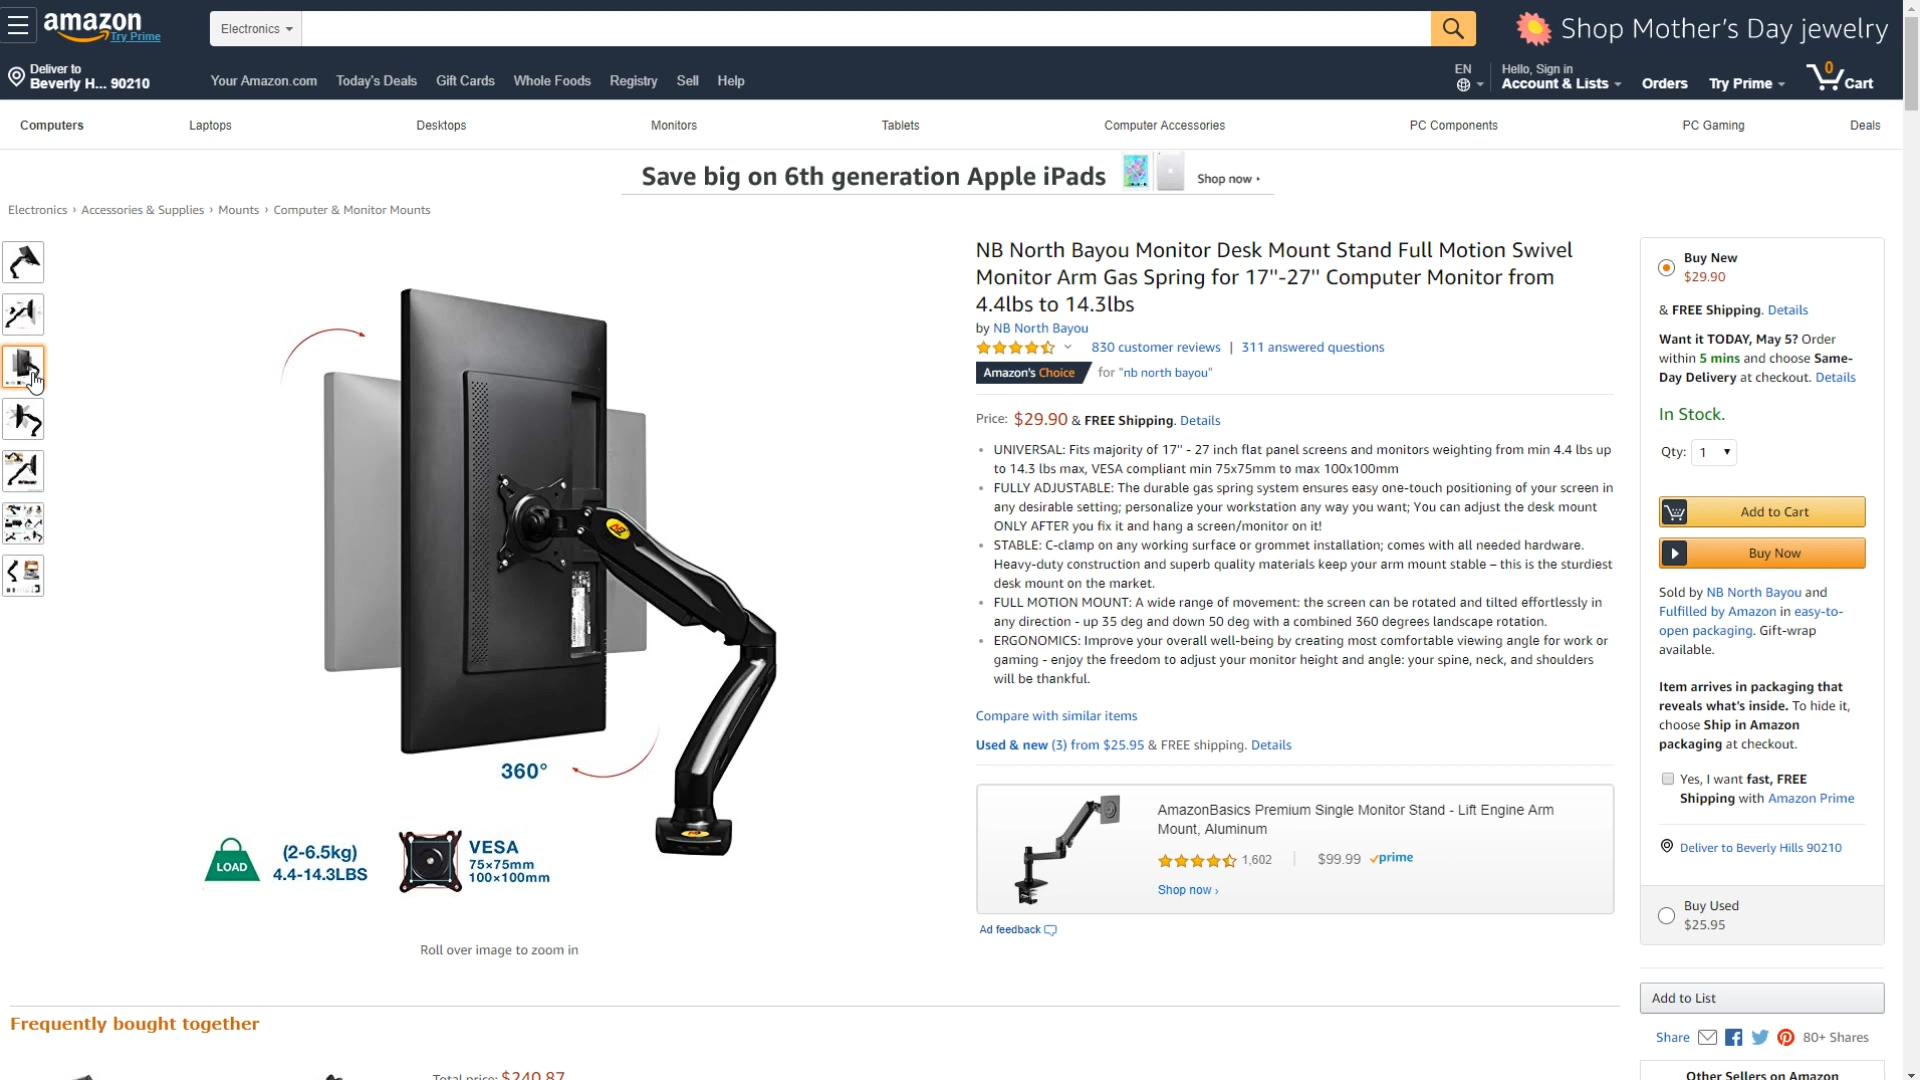 amazon
Try Prime
Electronics
Shop Mother's Day jewelry
Deliver to
Beverly H... 90210
Your Amazon.com
Today's Deals
Gift Cards
Whole Foods
Registry
Sell
Help
EN
Hello, Sign in
Account & Lists
Orders
Try Prime
0
Cart
Computers
Laptops
Desktops
Monitors
Tablets
Computer Accessories
PC Components
PC Gaming
Deals
Save big on 6th generation Apple iPads
Shop now ›
Electronics › Accessories & Supplies › Mounts › Computer & Monitor Mounts
360°
LOAD
(2-6.5kg)
4.4-14.3LBS
VESA
75×75mm
100×100mm
Roll over image to zoom in
NB North Bayou Monitor Desk Mount Stand Full Motion Swivel
Monitor Arm Gas Spring for 17''-27'' Computer Monitor from
4.4lbs to 14.3lbs
by NB North Bayou
830 customer reviews | 311 answered questions
Amazon's Choice for "nb north bayou"
Price: $29.90 & FREE Shipping. Details
• UNIVERSAL: Fits majority of 17'' - 27 inch flat panel screens and monitors weighting from min 4.4 lbs up
to 14.3 lbs max, VESA compliant min 75x75mm to max 100x100mm
• FULLY ADJUSTABLE: The durable gas spring system ensures easy one-touch positioning of your screen in
any desirable setting; personalize your workstation any way you want; You can adjust the desk mount
ONLY AFTER you fix it and hang a screen/monitor on it!
• STABLE: C-clamp on any working surface or grommet installation; comes with all needed hardware.
Heavy-duty construction and superb quality materials keep your arm mount stable – this is the sturdiest
desk mount on the market.
• FULL MOTION MOUNT: A wide range of movement: the screen can be rotated and tilted effortlessly in
any direction - up 35 deg and down 50 deg with a combined 360 degrees landscape rotation.
• ERGONOMICS: Improve your overall well-being by creating most comfortable viewing angle for work or
gaming - enjoy the freedom to adjust your monitor height and angle: your spine, neck, and shoulders
will be thankful.
Compare with similar items
Used & new (3) from $25.95 & FREE shipping. Details
AmazonBasics Premium Single Monitor Stand - Lift Engine Arm
Mount, Aluminum
1,602 | $99.99 prime
Shop now ›
Ad feedback
Buy New
$29.90
& FREE Shipping. Details
Want it TODAY, May 5? Order
within 5 mins and choose Same-
Day Delivery at checkout. Details
In Stock.
Qty: 1
Add to Cart
Buy Now
Sold by NB North Bayou and
Fulfilled by Amazon in easy-to-
open packaging. Gift-wrap
available.
Item arrives in packaging that
reveals what's inside. To hide it,
choose Ship in Amazon
packaging at checkout.
Yes, I want fast, FREE
Shipping with Amazon Prime
Deliver to Beverly Hills 90210
Buy Used
$25.95
Add to List
Share 80+ Shares
Other Sellers on Amazon
Frequently bought together
Total price: $240.87